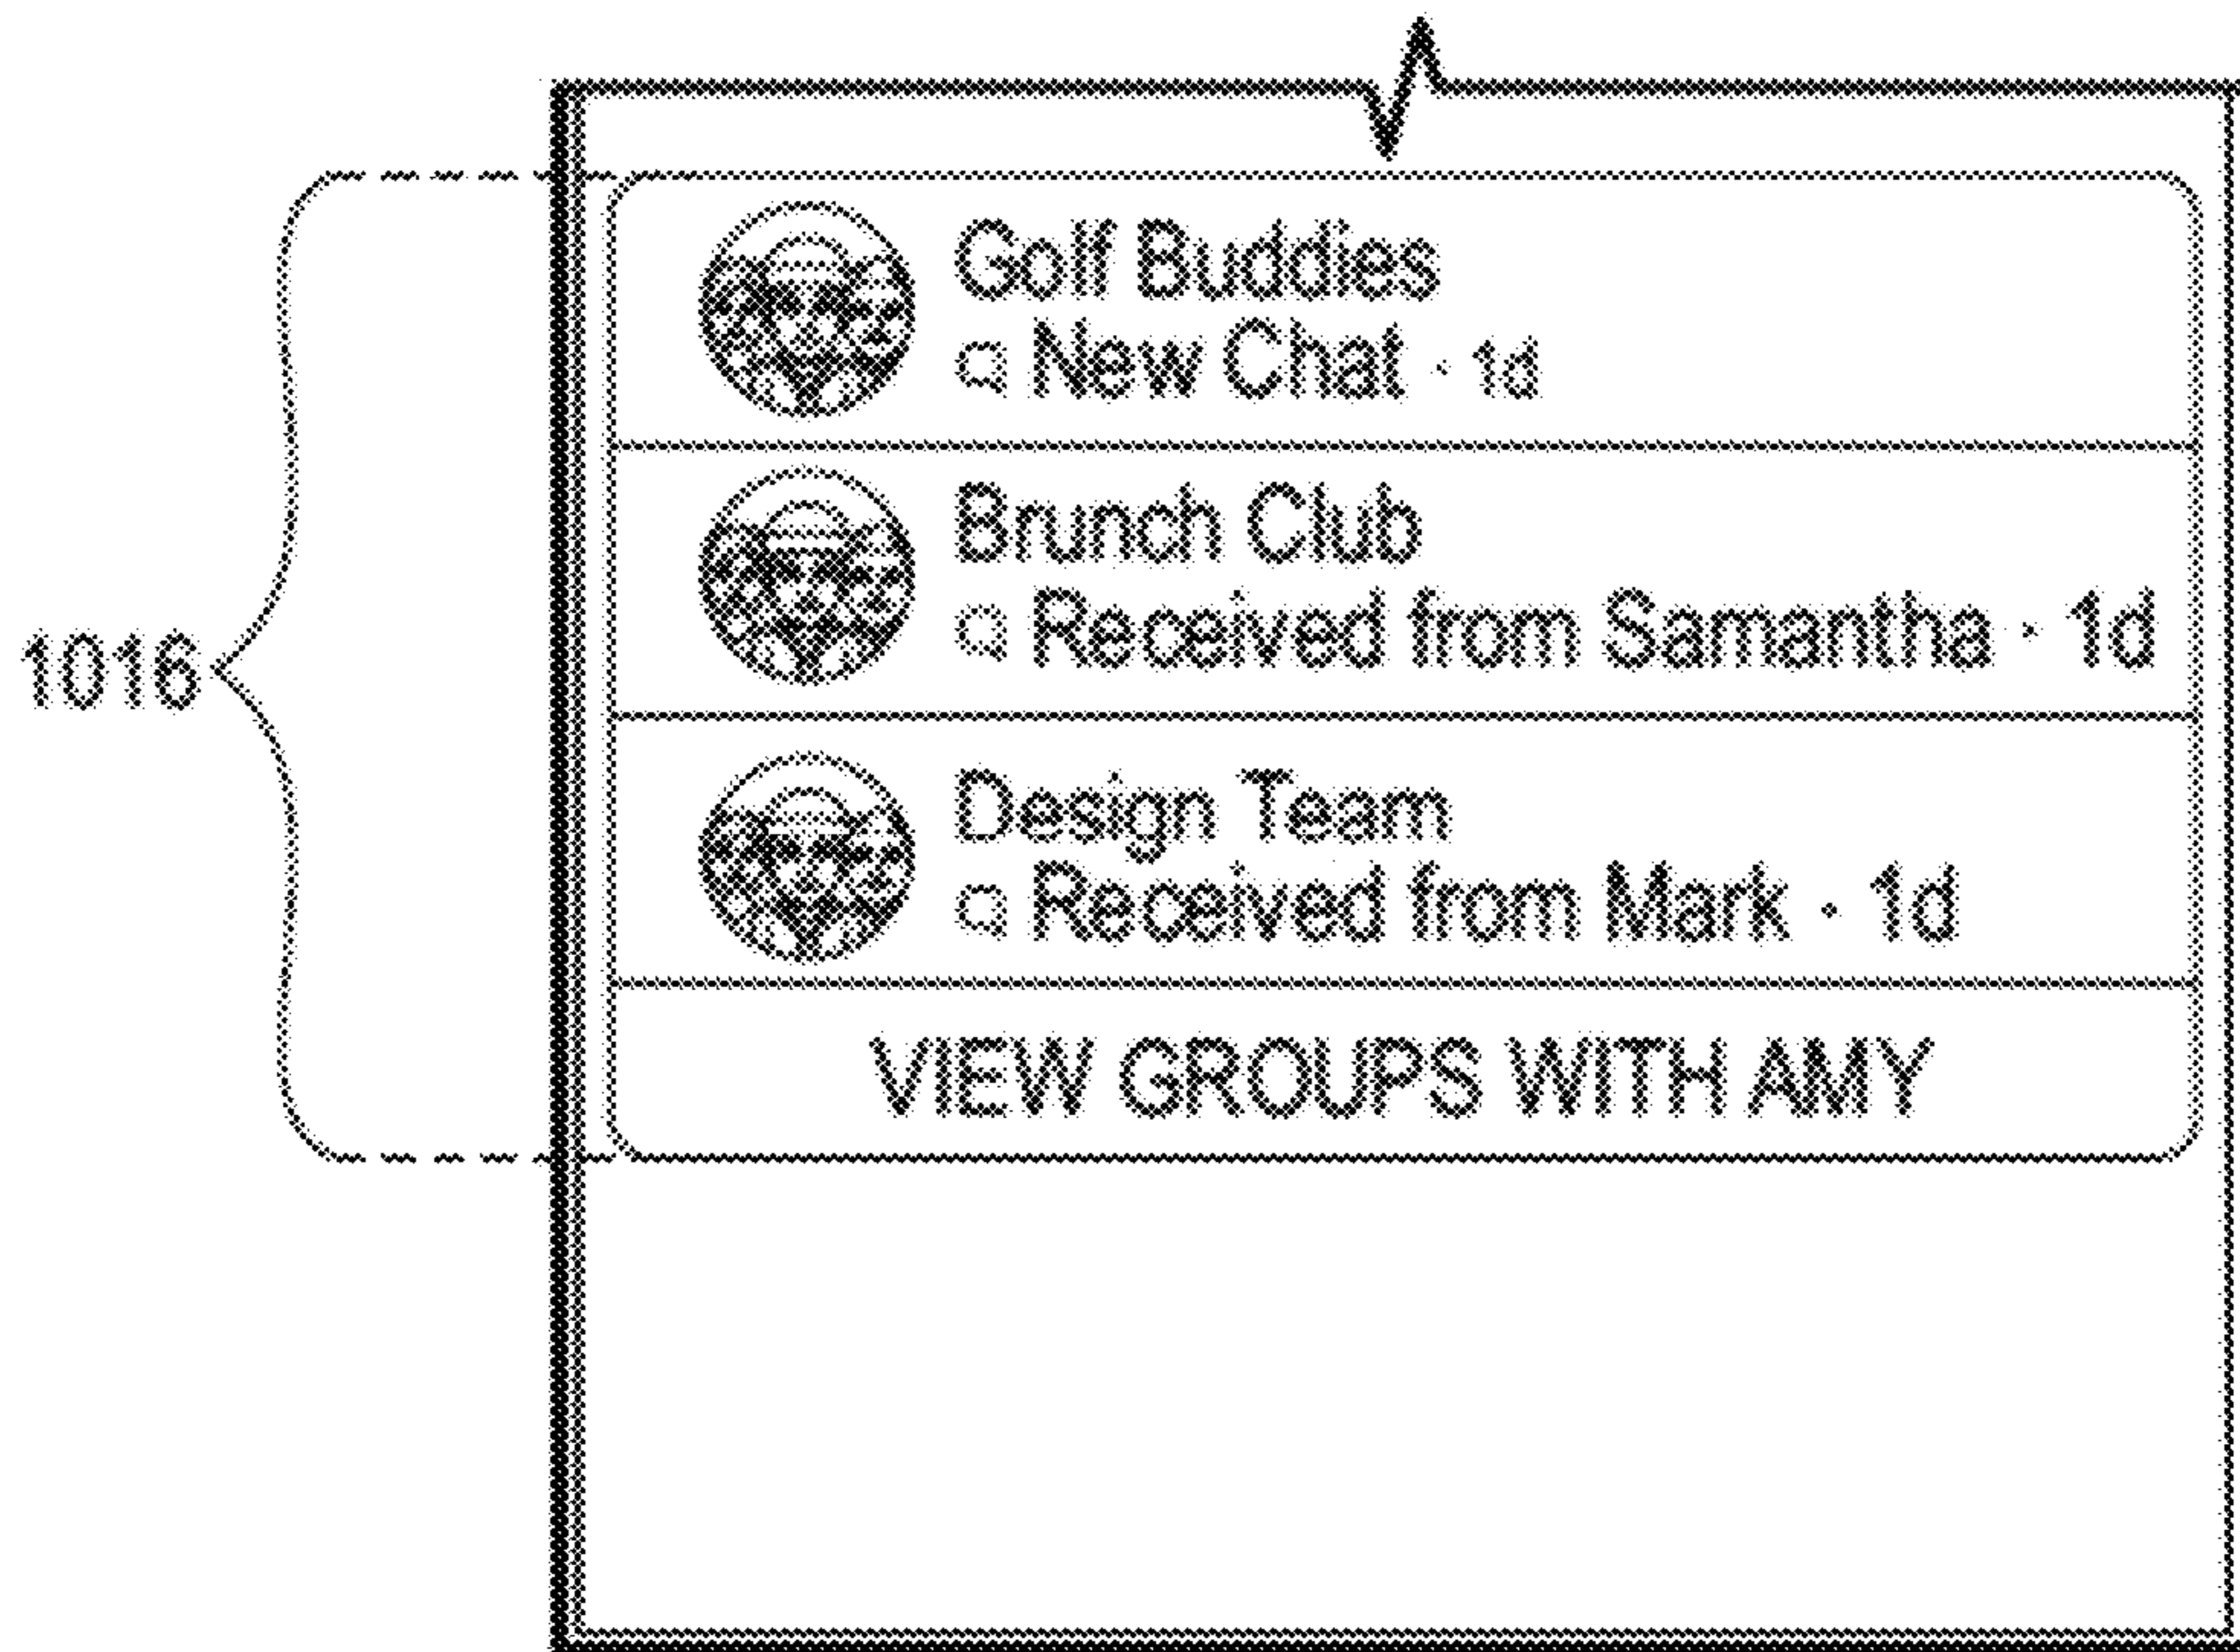 Golf Buddies
New Chat · 1d
Brunch Club
Received from Samantha · 1d
1016
Design Team
Received from Mark · 1d
VIEW GROUPS WITH AMY